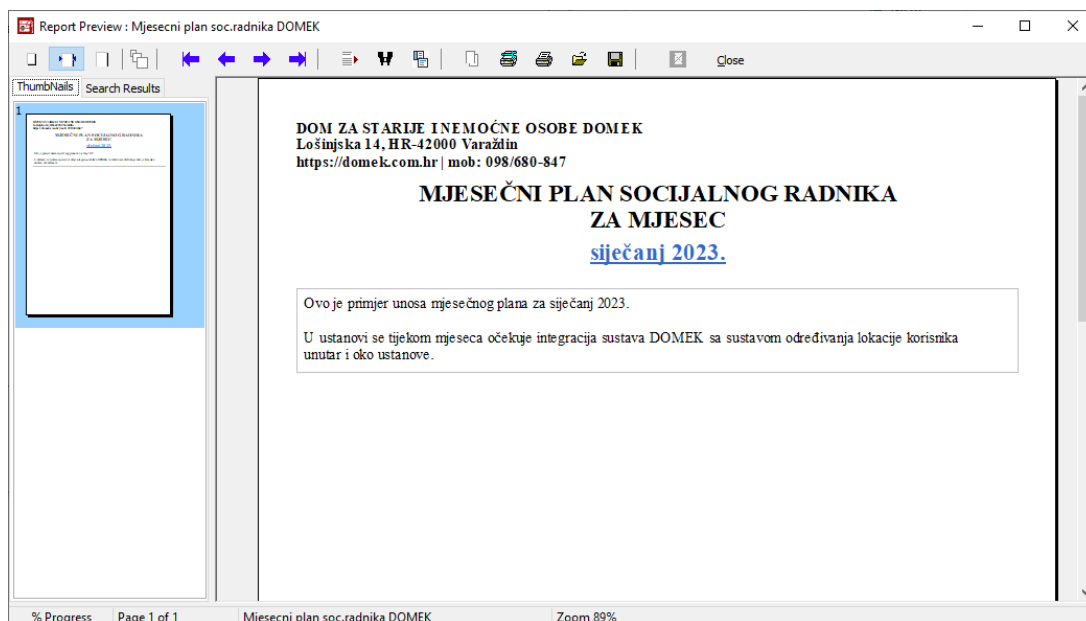 Report Preview : Mjesecni plan soc.radnika DOMEK
Close
ThumbNails
Search Results
1
DOM ZA STARIJE I NEMOĆNE OSOBE DOMEK
Lošinjska 14, HR-42000 Varaždin
https://domek.com.hr | mob: 098/680-847
MJESEČNI PLAN SOCIJALNOG RADNIKA
ZA MJESEC
siječanj 2023.
Ovo je primjer unosa mjesečnog plana za siječanj 2023.
U ustanovi se tijekom mjeseca očekuje integracija sustava DOMEK sa sustavom određivanja lokacije korisnika
unutar i oko ustanove.
% Progress Page 1 of 1 Mjesecni plan soc.radnika DOMEK Zoom 89%